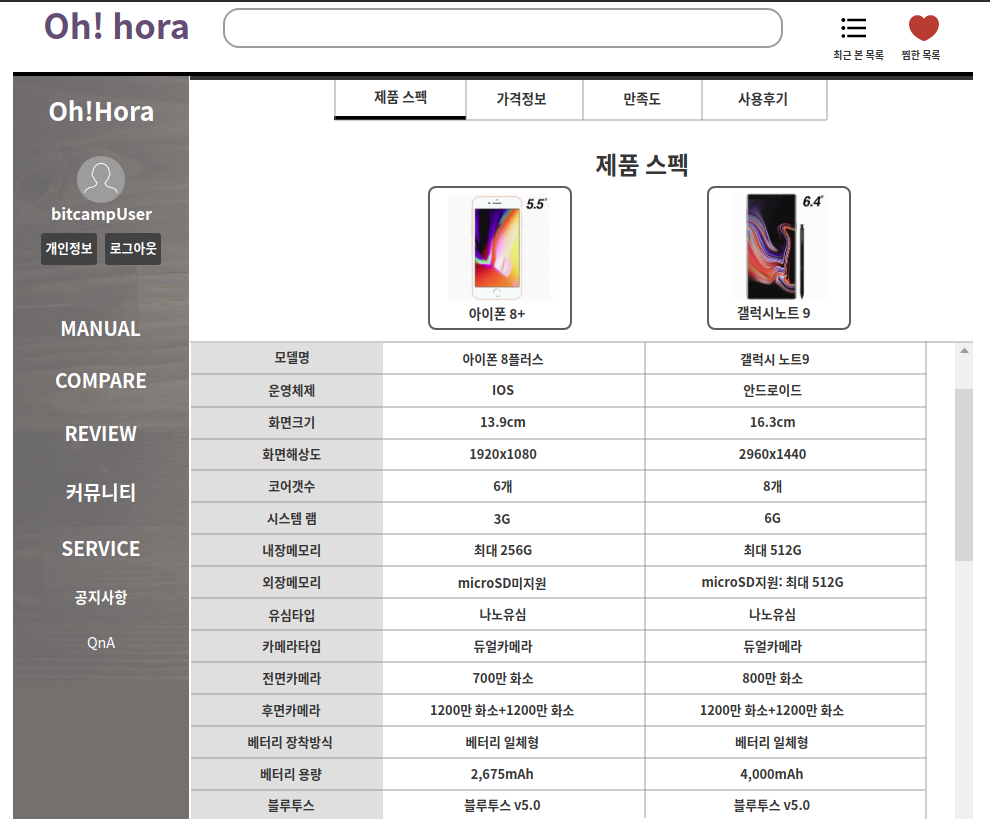 Oh! hora
최근 본 목록
찜한 목록
Oh!Hora
bitcampUser
개인정보
로그아웃
MANUAL
COMPARE
REVIEW
커뮤니티
SERVICE
공지사항
QnA
제품 스펙 가격정보 만족도 사용후기
제품 스펙
5.5"
아이폰 8+
6.4"
갤럭시노트 9
모델명 아이폰 8플러스 갤럭시 노트9
운영체제 IOS 안드로이드
화면크기 13.9cm 16.3cm
화면해상도 1920x1080 2960x1440
코어갯수 6개 8개
시스템 램 3G 6G
내장메모리 최대 256G 최대 512G
외장메모리 microSD미지원 microSD지원: 최대 512G
유심타입 나노유심 나노유심
카메라타입 듀얼카메라 듀얼카메라
전면카메라 700만 화소 800만 화소
후면카메라 1200만 화소+1200만 화소 1200만 화소+1200만 화소
베터리 장착방식 베터리 일체형 베터리 일체형
베터리 용량 2,675mAh 4,000mAh
블루투스 블루투스 v5.0 블루투스 v5.0